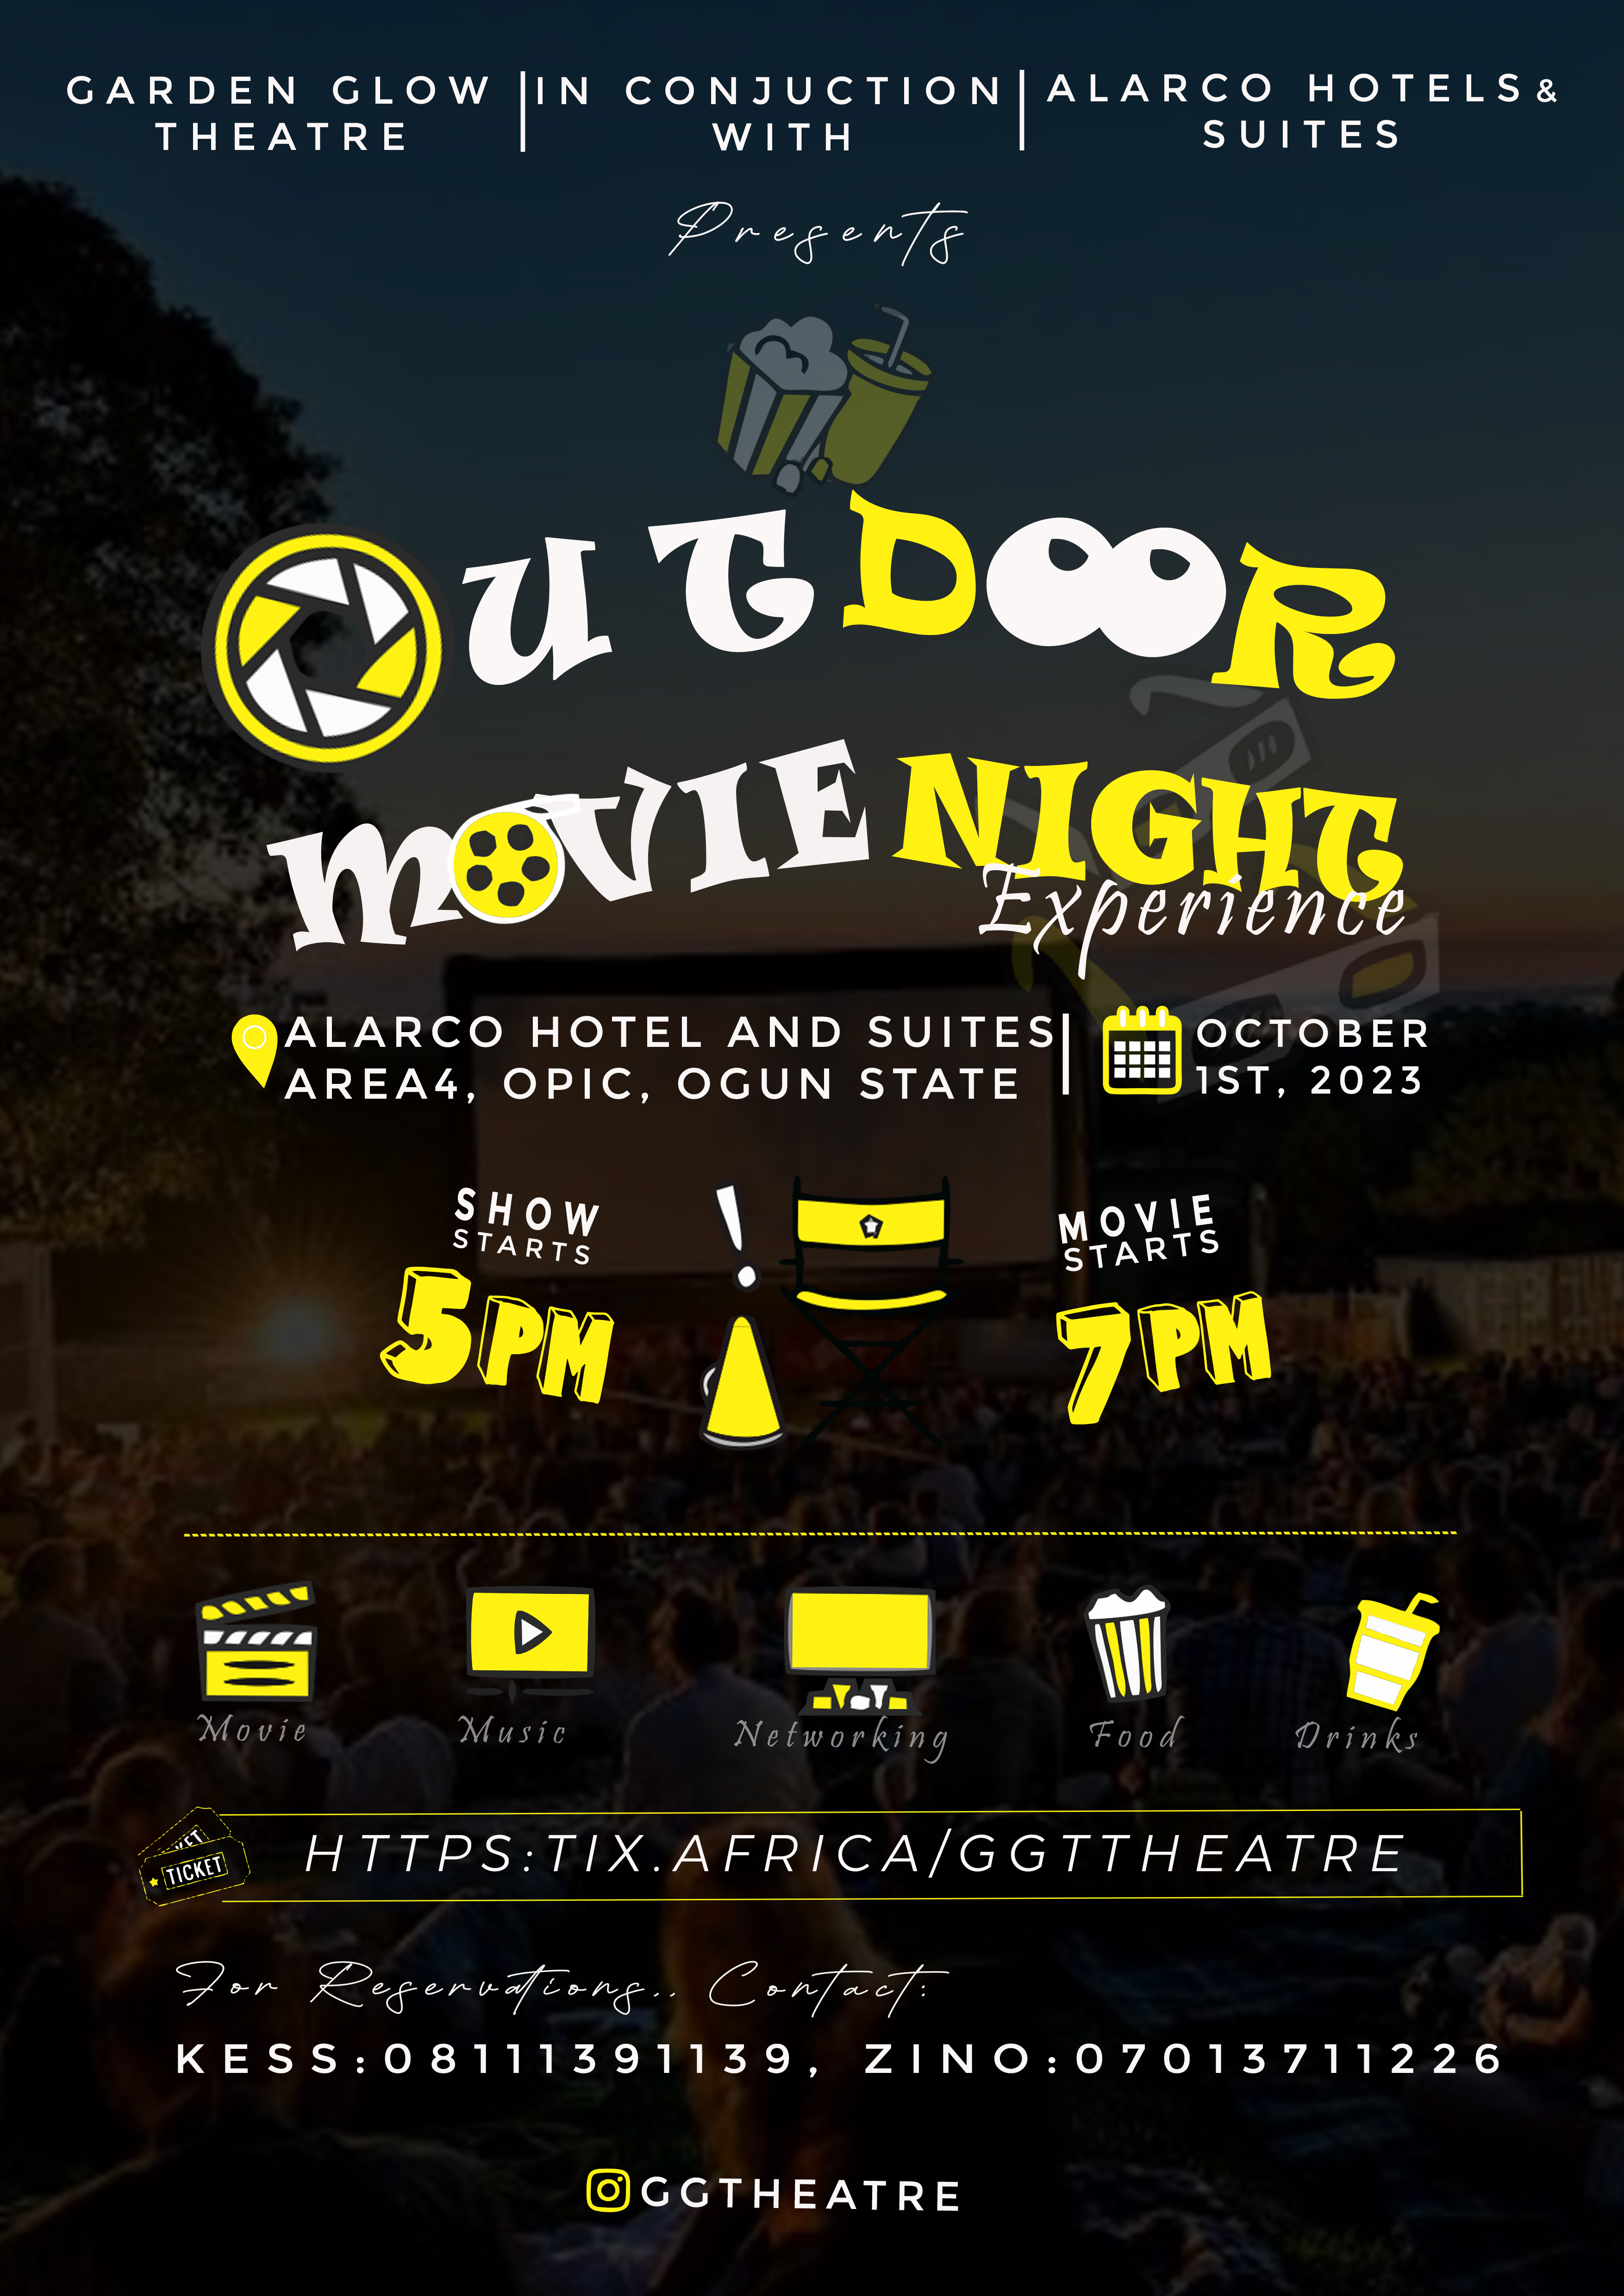 GARDEN GLOW
THEATRE
IN CONJUCTION
WITH
ALARCO HOTELS &
SUITES
Presents
OUTDOOR
MOVIE NIGHT
Experience
ALARCO HOTEL AND SUITES
AREA4, OPIC, OGUN STATE
OCTOBER
1ST, 2023
SHOW
STARTS
5PM
MOVIE
STARTS
7PM
Movie
Music
Networking
Food
Drinks
TICKET
HTTPS:TIX.AFRICA/GGTTHEATRE
For Reservations.. Contact:
KESS:08111391139, ZINO:07013711226
GGTHEATRE